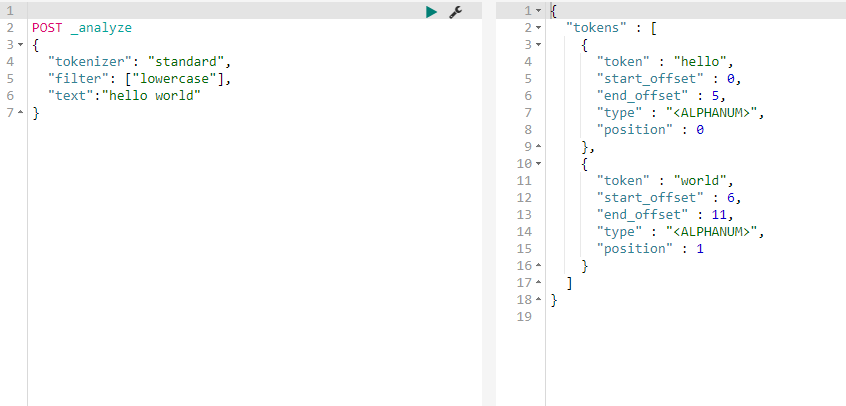 1
2 POST _analyze
3 {
4   "tokenizer": "standard",
5   "filter": ["lowercase"],
6   "text":"hello world"
7 }
1 {
2   "tokens" : [
3     {
4       "token" : "hello",
5       "start_offset" : 0,
6       "end_offset" : 5,
7       "type" : "<ALPHANUM>",
8       "position" : 0
9     },
10     {
11       "token" : "world",
12       "start_offset" : 6,
13       "end_offset" : 11,
14       "type" : "<ALPHANUM>",
15       "position" : 1
16     }
17   ]
18 }
19